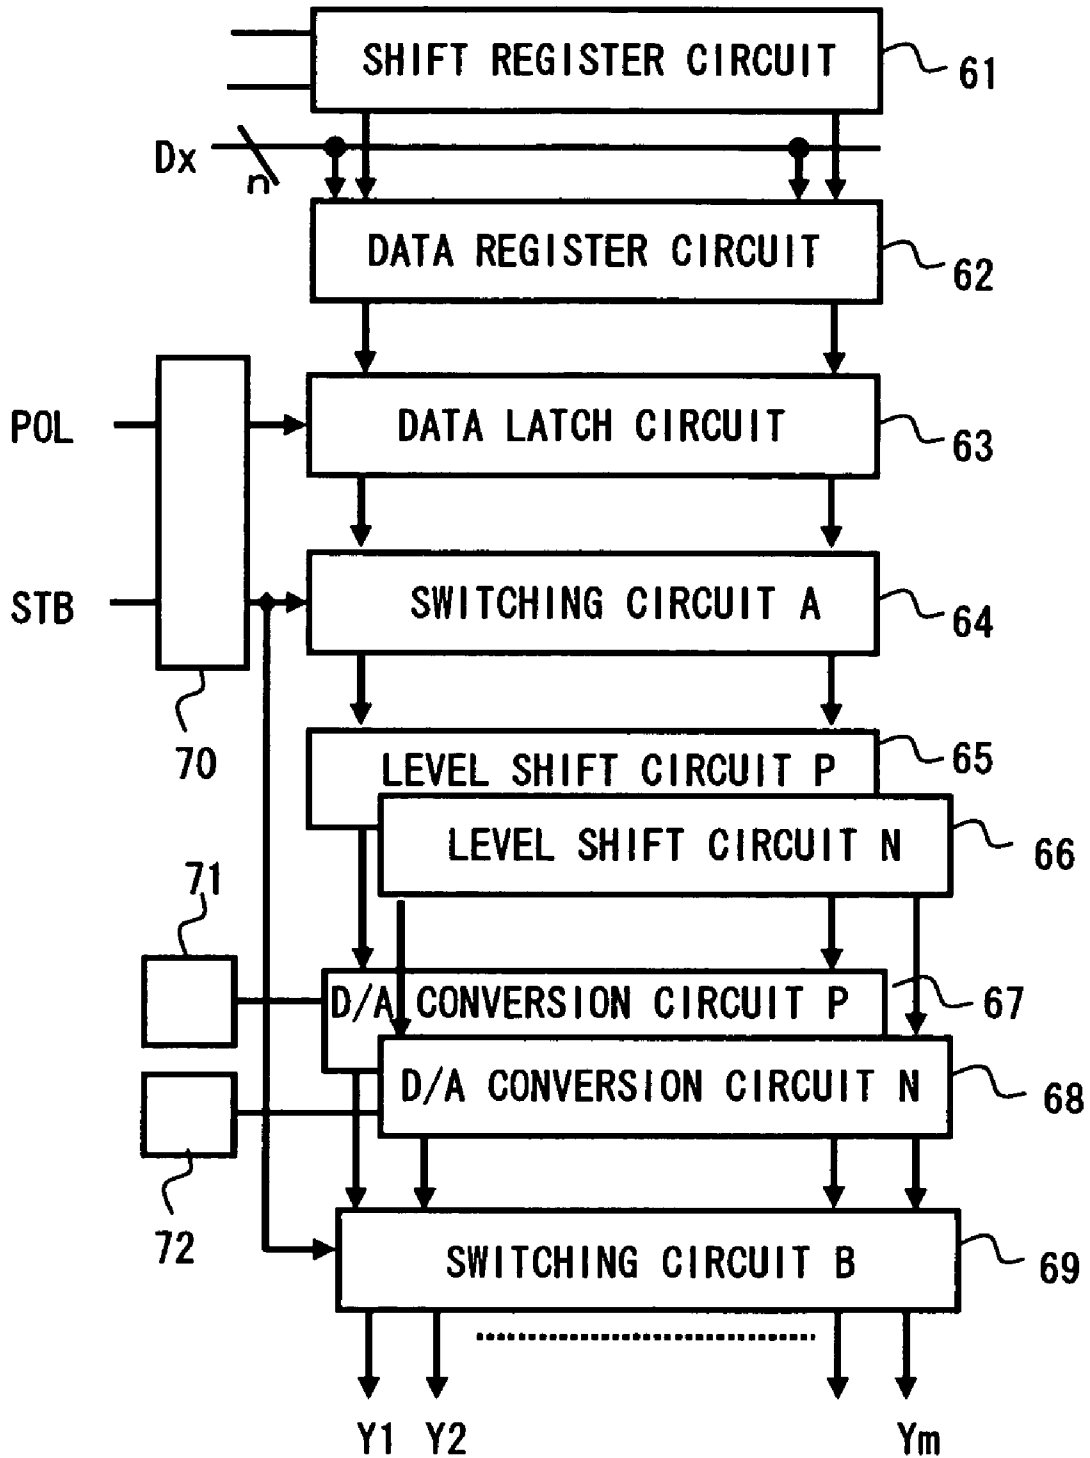 SHIFT REGISTER CIRCUIT
61
Dx
n
DATA REGISTER CIRCUIT
62
POL
DATA LATCH CIRCUIT
63
STB
SWITCHING CIRCUIT A
64
70
LEVEL SHIFT CIRCUIT P
65
LEVEL SHIFT CIRCUIT N
66
71
D/A CONVERSION CIRCUIT P
67
D/A CONVERSION CIRCUIT N
68
72
SWITCHING CIRCUIT B
69
Y1 Y2 Ym